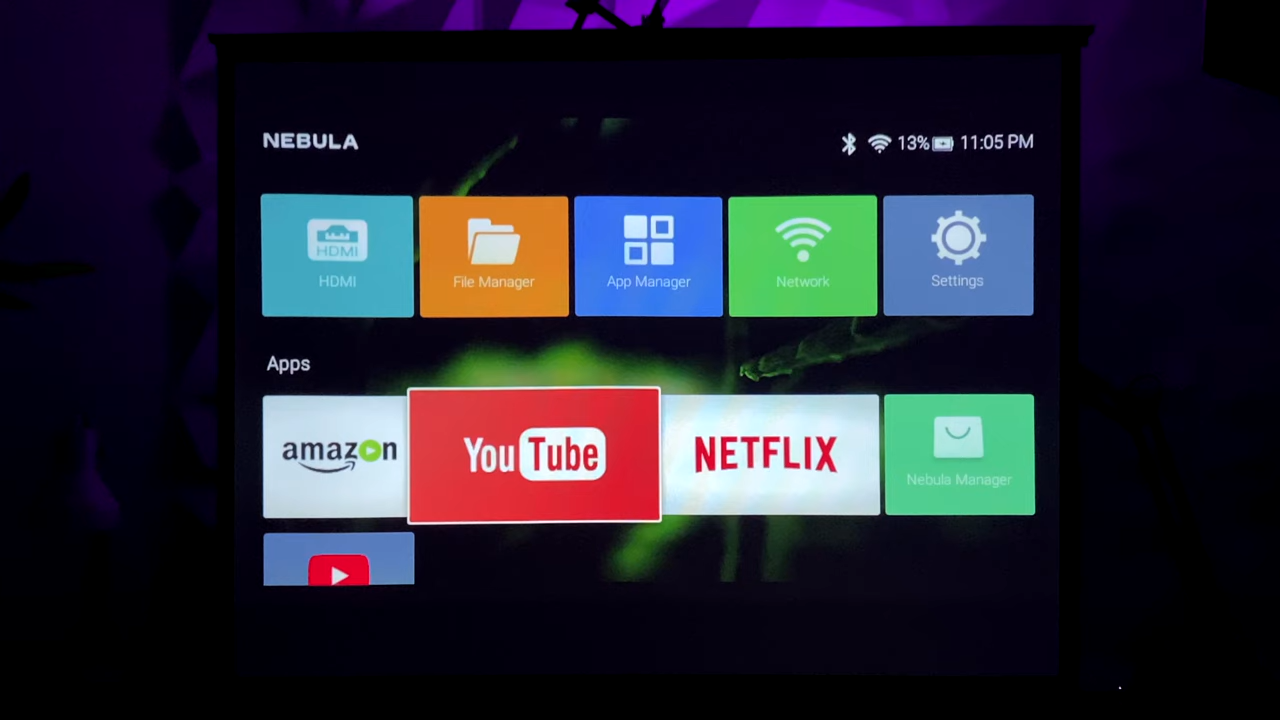 NEBULA
13% 11:05 PM
HDMI
HDMI
File Manager
App Manager
Network
Settings
Apps
amazon
YouTube
NETFLIX
Nebula Manager